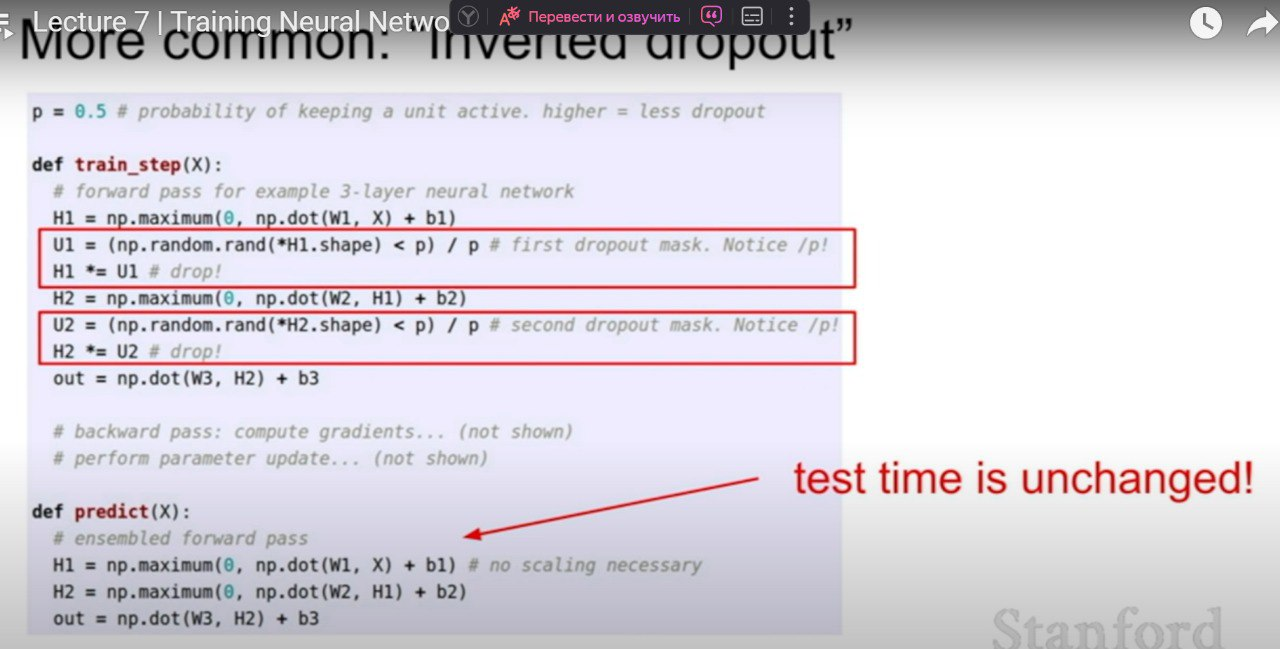 Lecture 7 | Training Neural Netwo
Перевести и озвучить
More common: "Inverted dropout"
p = 0.5 # probability of keeping a unit active. higher = less dropout
def train_step(X):
# forward pass for example 3-layer neural network
H1 = np.maximum(0, np.dot(W1, X) + b1)
U1 = (np.random.rand(*H1.shape) < p) / p # first dropout mask. Notice /p!
H1 *= U1 # drop!
H2 = np.maximum(0, np.dot(W2, H1) + b2)
U2 = (np.random.rand(*H2.shape) < p) / p # second dropout mask. Notice /p!
H2 *= U2 # drop!
out = np.dot(W3, H2) + b3
# backward pass: compute gradients... (not shown)
# perform parameter update... (not shown)
test time is unchanged!
def predict(X):
# ensembled forward pass
H1 = np.maximum(0, np.dot(W1, X) + b1) # no scaling necessary
H2 = np.maximum(0, np.dot(W2, H1) + b2)
out = np.dot(W3, H2) + b3
Stanford